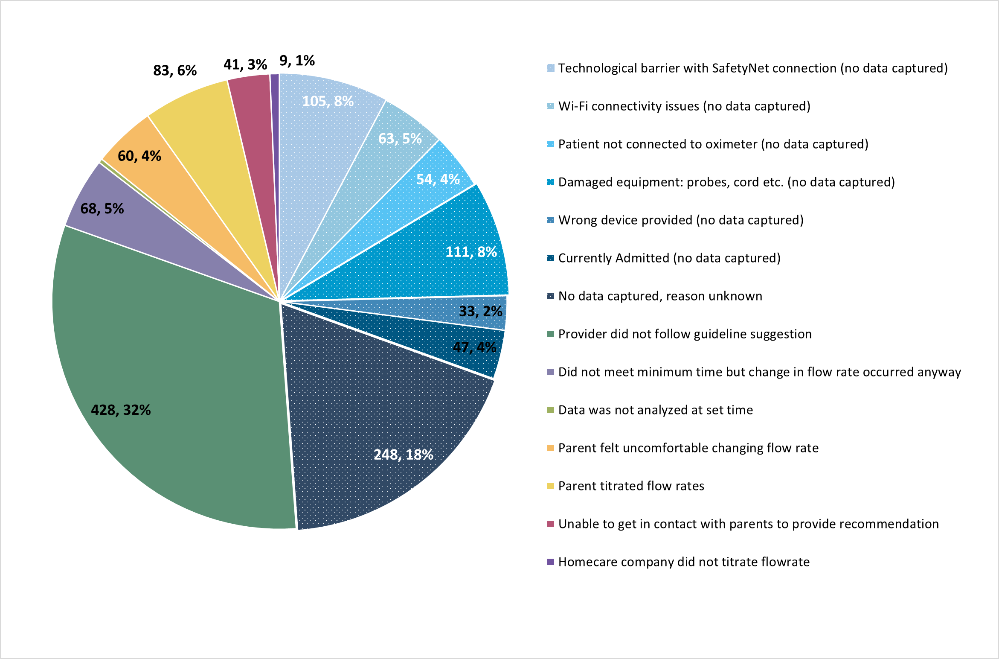 83, 6%
41, 3%
9, 1%
105, 8%
63, 5%
54, 4%
111, 8%
33, 2%
47, 4%
248, 18%
428, 32%
68, 5%
60, 4%
Technological barrier with SafetyNet connection (no data captured)
Wi-Fi connectivity issues (no data captured)
Patient not connected to oximeter (no data captured)
Damaged equipment: probes, cord etc. (no data captured)
Wrong device provided (no data captured)
Currently Admitted (no data captured)
No data captured, reason unknown
Provider did not follow guideline suggestion
Did not meet minimum time but change in flow rate occurred anyway
Data was not analyzed at set time
Parent felt uncomfortable changing flow rate
Parent titrated flow rates
Unable to get in contact with parents to provide recommendation
Homecare company did not titrate flowrate